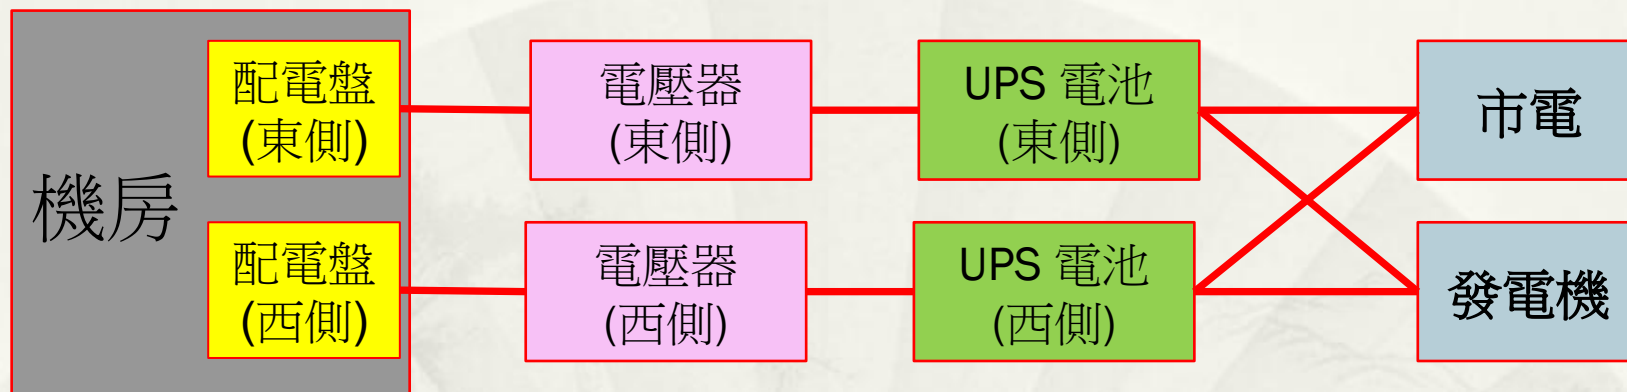 機房
配電盤
(東側)
電壓器
(東側)
UPS 電池
(東側)
市電
配電盤
(西側)
電壓器
(西側)
UPS 電池
(西側)
發電機